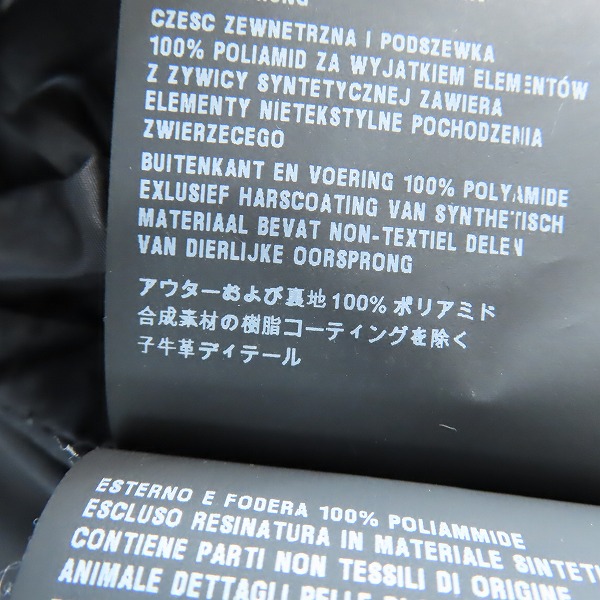 CZESC ZEWNETRZNA I PODSZEWKA
100% POLIAMID ZA WYJATKIEM ELEMENTÓW
Z ZYWICY SYNTETYCZNEJ ZAWIERA
ELEMENTY NIETEKSTYLNE POCHODZENIA
ZWIERZECEGO
BUITENKANT EN VOERING 100% POLYAMIDE
EXLUSIEF HARSCOATING VAN SYNTHETISCH
MATERIAAL BEVAT NON-TEXTIEL DELEN
VAN DIERLIJKE OORSPRONG
アウターおよび裏地100% ポリアミド
合成素材の樹脂コーティングを除く
子牛革ディテール
ESTERNO E FODERA 100% POLIAMMIDE
ESCLUSO RESINATURA IN MATERIALE SINTETI
CONTIENE PARTI NON TESSILI DI ORIGINE
ANIMALE DETTAGLI PELLE DI